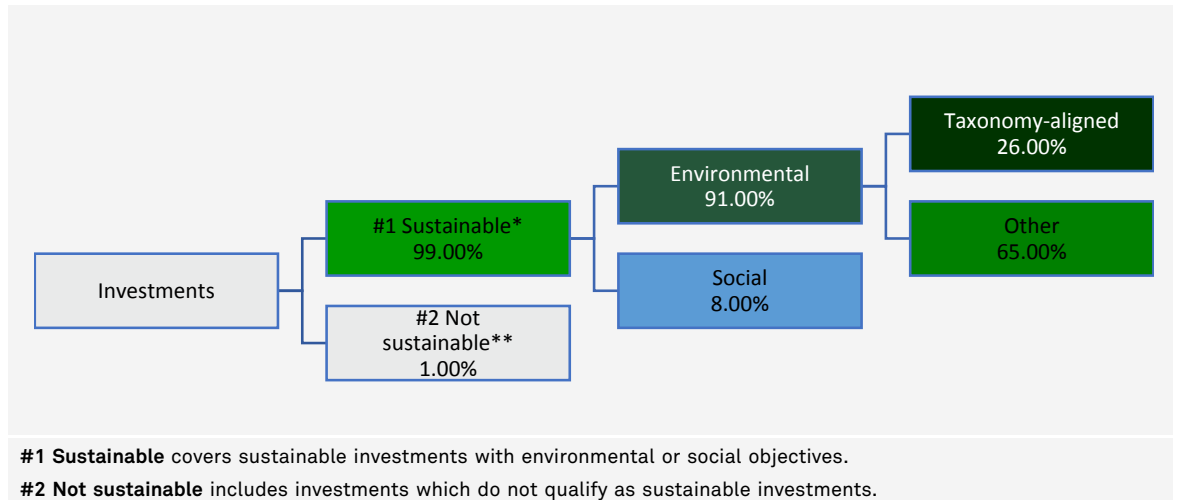 Investments
#1 Sustainable*
99.00%
#2 Not
sustainable**
1.00%
Environmental
91.00%
Social
8.00%
Taxonomy-aligned
26.00%
Other
65.00%
#1 Sustainable covers sustainable investments with environmental or social objectives.
#2 Not sustainable includes investments which do not qualify as sustainable investments.